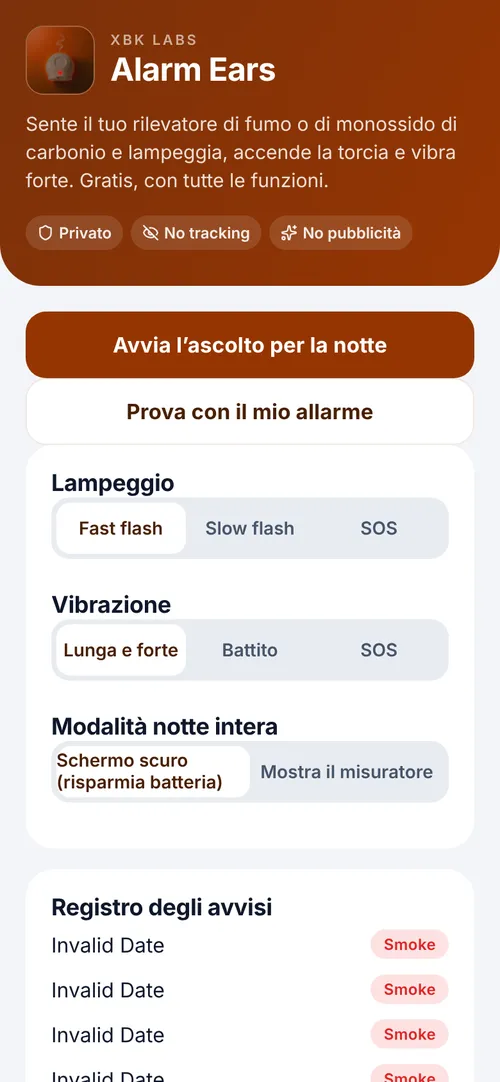 XBK LABS
Alarm Ears
Sente il tuo rilevatore di fumo o di monossido di
carbonio e lampeggia, accende la torcia e vibra
forte. Gratis, con tutte le funzioni.
Privato
No tracking
No pubblicità
Avvia l’ascolto per la notte
Prova con il mio allarme
Lampeggio
Fast flash
Slow flash
SOS
Vibrazione
Lunga e forte
Battito
SOS
Modalità notte intera
Schermo scuro
(risparmia batteria)
Mostra il misuratore
Registro degli avvisi
Invalid Date
Smoke
Invalid Date
Smoke
Invalid Date
Smoke
Invalid Date
Smoke